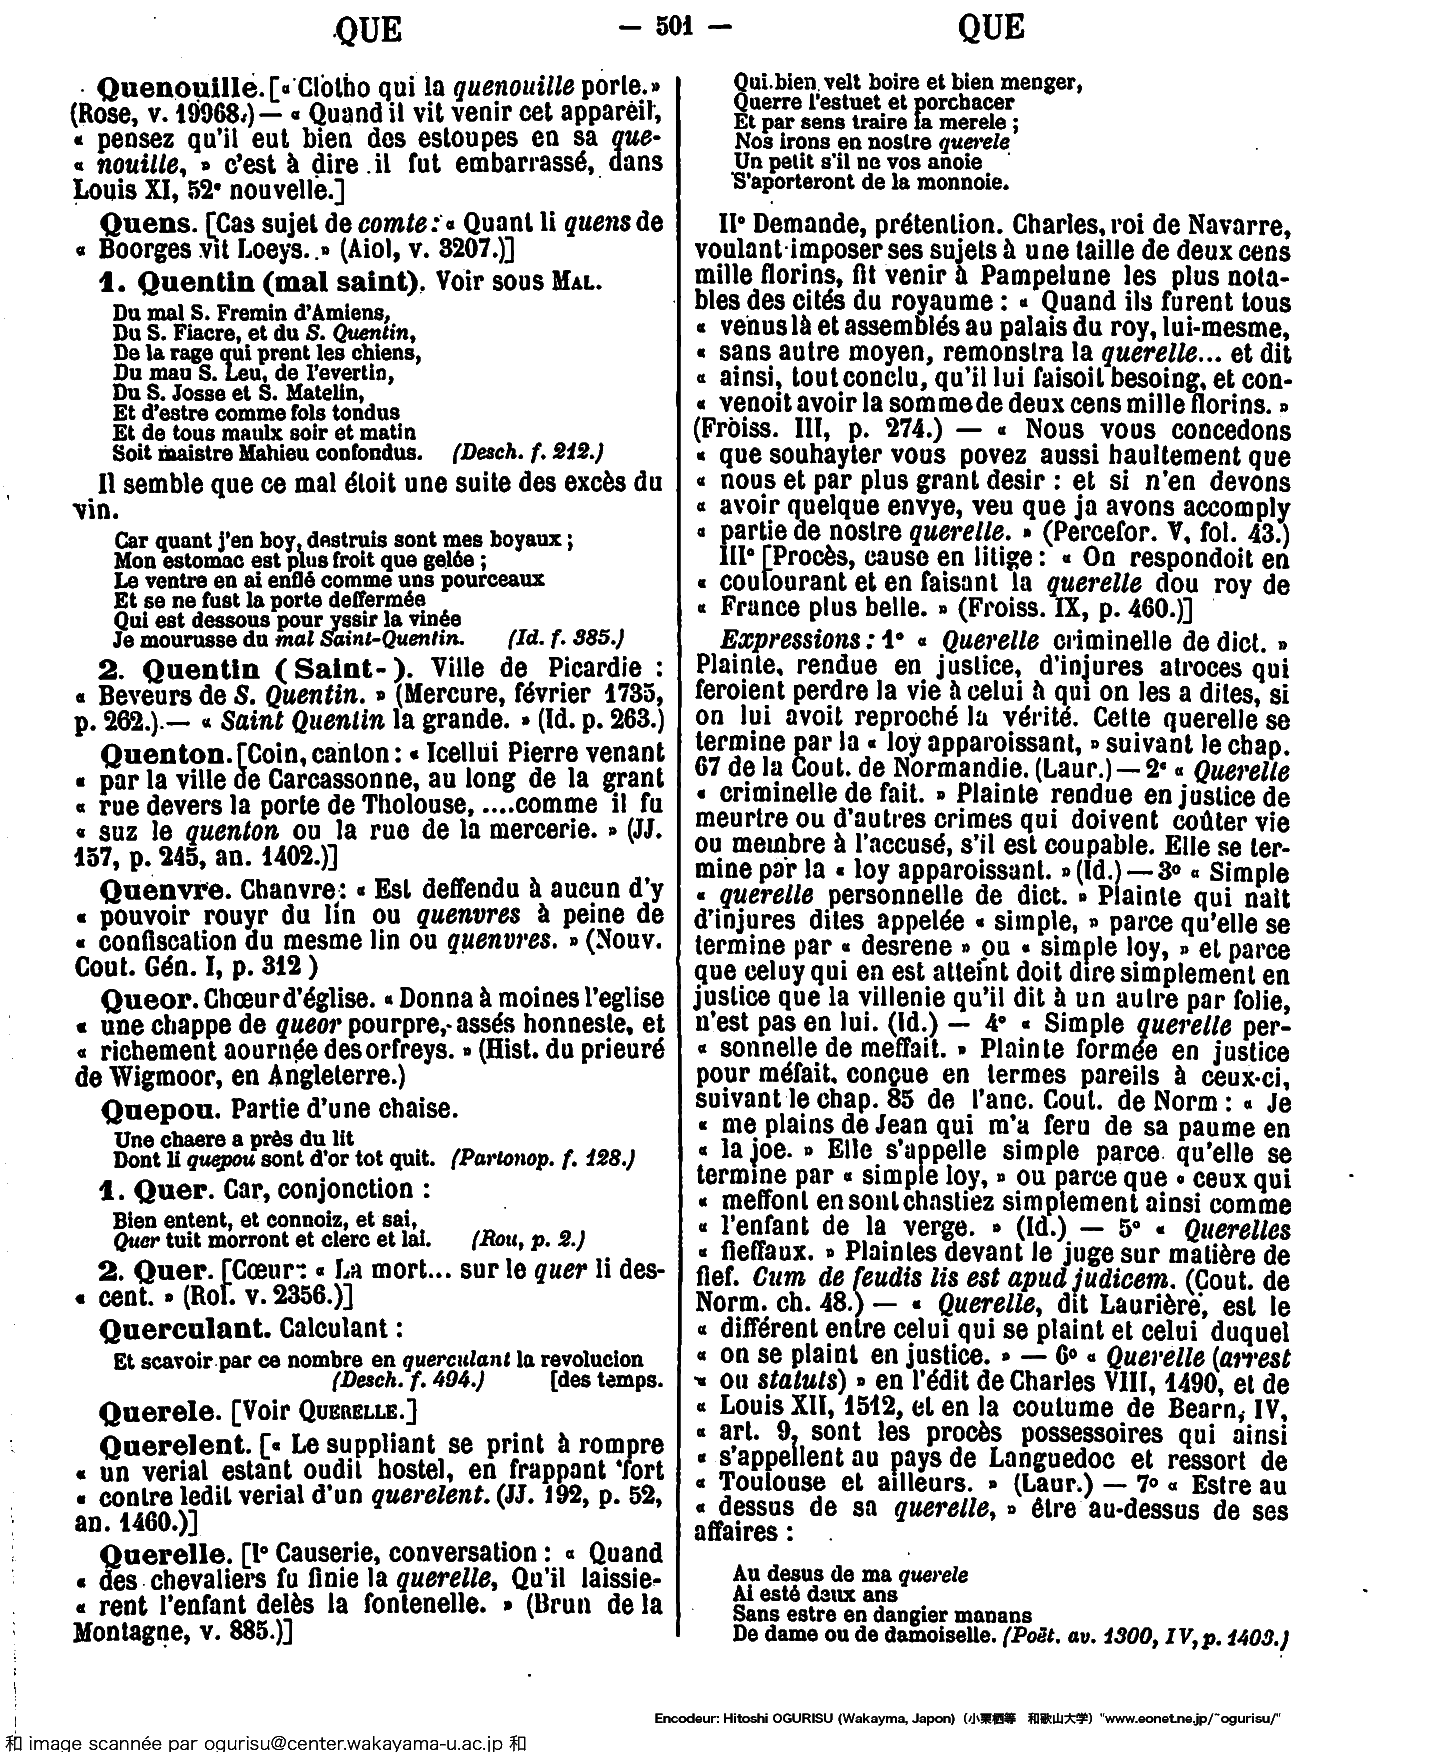 QUE — 501 — QUE
Quenouille. [« Clotho qui la quenouille porte. »
(Rose, v. 19968.) — « Quand il vit venir cet appareil,
« pensez qu'il eut bien des estoupes en sa que-
« nouille, » c'est à dire il fut embarrassé, dans
Louis XI, 52e nouvelle.]
Quens. [Cas sujet de comte : « Quant li quens de
« Boorges vit Loeys. » (Aiol, v. 3207.)]
1. Quentin (mal saint). Voir sous MAL.
Du mal S. Fremin d'Amiens,
Du S. Fiacre, et du S. Quentin,
De la rage qui prent les chiens,
Du mau S. Leu, de l'evertin,
Du S. Josse et S. Matelin,
Et d'estre comme fols tondus
Et de tous maulx soir et matin
Soit maistre Mahieu confondus. (Desch. f. 212.)
Il semble que ce mal étoit une suite des excès du
vin.
Car quant j'en boy, destruis sont mes boyaux ;
Mon estomac est plus froit que gelée ;
Le ventre en ai enflé comme uns pourceaux
Et se ne fust la porte deffermée
Qui est dessous pour yssir la vinée
Je mourusse du mal Saint-Quentin. (Id. f. 385.)
2. Quentin (Saint-). Ville de Picardie :
« Beveurs de S. Quentin. » (Mercure, février 1735,
p. 262.) — « Saint Quentin la grande. » (Id. p. 263.)
Quenton. [Coin, canton : « Icellui Pierre venant
« par la ville de Carcassonne, au long de la grant
« rue devers la porte de Tholouse, ....comme il fu
« suz le quenton ou la rue de la mercerie. » (JJ.
157, p. 245, an. 1402.)]
Quenvre. Chanvre : « Est deffendu à aucun d'y
« pouvoir rouyr du lin ou quenvres à peine de
« confiscation du mesme lin ou quenvres. » (Nouv.
Cout. Gén. I, p. 312)
Queor. Chœur d'église. « Donna à moines l'eglise
« une chappe de queor pourpre, assés honneste, et
« richement aournée des orfreys. » (Hist. du prieuré
de Wigmoor, en Angleterre.)
Quepou. Partie d'une chaise.
Une chaere a près du lit
Dont li quepou sont d'or tot quit. (Partonop. f. 128.)
1. Quer. Car, conjonction :
Bien entent, et connoiz, et sai,
Quer tuit morront et clerc et lai. (Rou, p. 2.)
2. Quer. [Cœur : « La mort... sur le quer li des-
« cent. » (Rol. v. 2356.)]
Querculant. Calculant :
Et scavoir par ce nombre en querculant la revolucion
(Desch. f. 494.) [des temps.
Querele. [Voir QUERELLE.]
Querelent. [« Le suppliant se print à rompre
« un verial estant oudit hostel, en frappant fort
« contre ledit verial d'un querelent. (JJ. 192, p. 52,
an. 1460.)]
Querelle. [I° Causerie, conversation : « Quand
« des chevaliers fu finie la querelle, Qu'il laissie-
« rent l'enfant delès la fontenelle. » (Brun de la
Montagne, v. 885.)]
Qui bien velt boire et bien menger,
Querre l'estuet et porchacer
Et par sens traire la merele ;
Nos irons en nostre querele
Un petit s'il ne vos anoie
S'aporteront de la monnoie.
II° Demande, prétention. Charles, roi de Navarre,
voulant imposer ses sujets à une taille de deux cens
mille florins, fit venir à Pampelune les plus nota-
bles des cités du royaume : « Quand ils furent tous
« venus là et assemblés au palais du roy, lui-mesme,
« sans autre moyen, remonstra la querelle... et dit
« ainsi, tout conclu, qu'il lui faisoit besoing, et con-
« venoit avoir la somme de deux cens mille florins. »
(Froiss. III, p. 274.) — « Nous vous concedons
« que souhayter vous povez aussi haultement que
« nous et par plus grant desir : et si n'en devons
« avoir quelque envye, veu que ja avons accomply
« partie de nostre querelle. » (Percefor. V, fol. 43.)
III° [Procès, cause en litige : « On respondoit en
« coulourant et en faisant la querelle dou roy de
« France plus belle. » (Froiss. IX, p. 460.)]
Expressions : 1° « Querelle criminelle de dict. »
Plainte, rendue en justice, d'injures atroces qui
feroient perdre la vie à celui à qui on les a dites, si
on lui avoit reproché la vérité. Cette querelle se
termine par la « loy apparoissant, » suivant le chap.
67 de la Cout. de Normandie. (Laur.) — 2° « Querelle
« criminelle de fait. » Plainte rendue en justice de
meurtre ou d'autres crimes qui doivent coûter vie
ou membre à l'accusé, s'il est coupable. Elle se ter-
mine par la « loy apparoissant. » (Id.) — 3° « Simple
« querelle personnelle de dict. » Plainte qui naît
d'injures dites appelée « simple, » parce qu'elle se
termine par « desrene » ou « simple loy, » et parce
que celuy qui en est atteint doit dire simplement en
justice que la villenie qu'il dit à un autre par folie,
n'est pas en lui. (Id.) — 4° « Simple querelle per-
« sonnelle de meffait. » Plainte formée en justice
pour méfait, conçue en termes pareils à ceux-ci,
suivant le chap. 85 de l'anc. Cout. de Norm : « Je
« me plains de Jean qui m'a feru de sa paume en
« la joe. » Elle s'appelle simple parce qu'elle se
termine par « simple loy, » ou parce que « ceux qui
« meffont en sont chastiez simplement ainsi comme
« l'enfant de la verge. » (Id.) — 5° « Querelles
« fieffaux. » Plaintes devant le juge sur matière de
fief. Cum de feudis lis est apud judicem. (Cout. de
Norm. ch. 48.) — « Querelle, dit Laurière, est le
« différent entre celui qui se plaint et celui duquel
« on se plaint en justice. » — 6° « Querelle (arrest
« ou statuts) » en l'édit de Charles VIII, 1490, et de
« Louis XII, 1512, et en la coutume de Bearn, IV,
« art. 9, sont les procès possessoires qui ainsi
« s'appellent au pays de Languedoc et ressort de
« Toulouse et ailleurs. » (Laur.) — 7° « Estre au
« dessus de sa querelle, » être au-dessus de ses
affaires :
Au desus de ma querele
Ai esté deux ans
Sans estre en dangier manans
De dame ou de damoiselle. (Poët. av. 1300, IV, p. 1403.)
Encodeur: Hitoshi OGURISU (Wakayma, Japon) (小栗栖等 和歌山大学) "www.eonet.ne.jp/~ogurisu/"
和 image scannée par ogurisu@center.wakayama-u.ac.jp 和